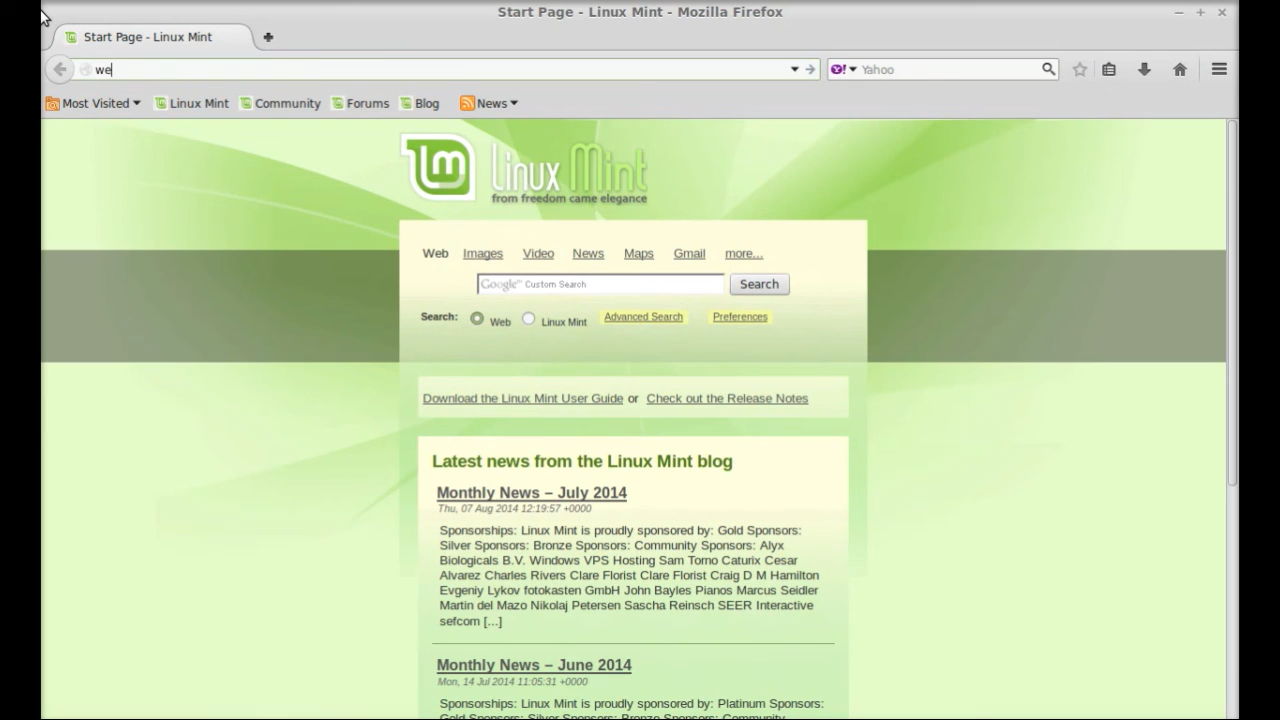 Start Page - Linux Mint - Mozilla Firefox
Start Page - Linux Mint
we
Y! Yahoo
Most Visited Linux Mint Community Forums Blog News
Linux Mint
from freedom came elegance
Web Images Video News Maps Gmail more...
Google™ Custom Search Search
Search: Web Linux Mint Advanced Search Preferences
Download the Linux Mint User Guide or Check out the Release Notes
Latest news from the Linux Mint blog
Monthly News – July 2014
Thu, 07 Aug 2014 12:19:57 +0000
Sponsorships: Linux Mint is proudly sponsored by: Gold Sponsors:
Silver Sponsors: Bronze Sponsors: Community Sponsors: Alyx
Biologicals B.V. Windows VPS Hosting Sam Torno Caturix Cesar
Alvarez Charles Rivers Clare Florist Clare Florist Craig D M Hamilton
Evgeniy Lykov fotokasten GmbH John Bayles Pianos Marcus Seidler
Martin del Mazo Nikolaj Petersen Sascha Reinsch SEER Interactive
sefcom [...]
Monthly News – June 2014
Mon, 14 Jul 2014 11:05:31 +0000
Sponsorships: Linux Mint is proudly sponsored by: Platinum Sponsors:
Gold Sponsors: Silver Sponsors: Bronze Sponsors: Community